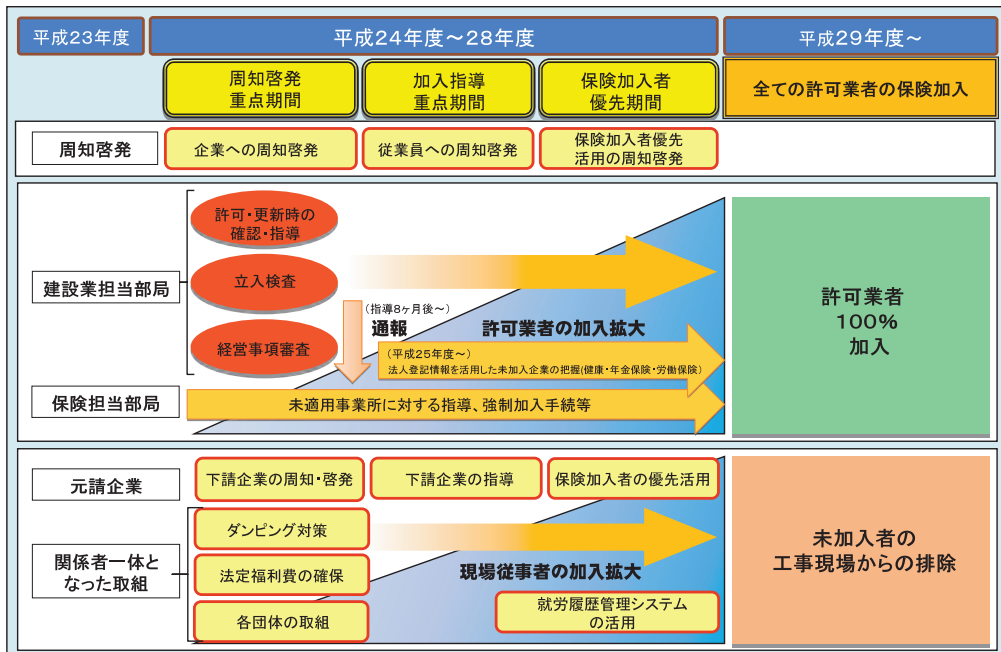 平成23年度
平成24年度～28年度
平成29年度～
周知啓発
重点期間
加入指導
重点期間
保険加入者
優先期間
全ての許可業者の保険加入
周知啓発
企業への周知啓発
従業員への周知啓発
保険加入者優先
活用の周知啓発
建設業担当部局
許可・更新時の
確認・指導
立入検査
経営事項審査
(指導8ヶ月後～)
通報
許可業者の加入拡大
(平成25年度～)
法人登記情報を活用した未加入企業の把握(健康・年金保険・労働保険)
保険担当部局
未適用事業所に対する指導、強制加入手続等
許可業者
100%
加入
元請企業
下請企業の周知・啓発
下請企業の指導
保険加入者の優先活用
関係者一体と
なった取組
ダンピング対策
法定福利費の確保
各団体の取組
現場従事者の加入拡大
就労履歴管理システム
の活用
未加入者の
工事現場からの排除